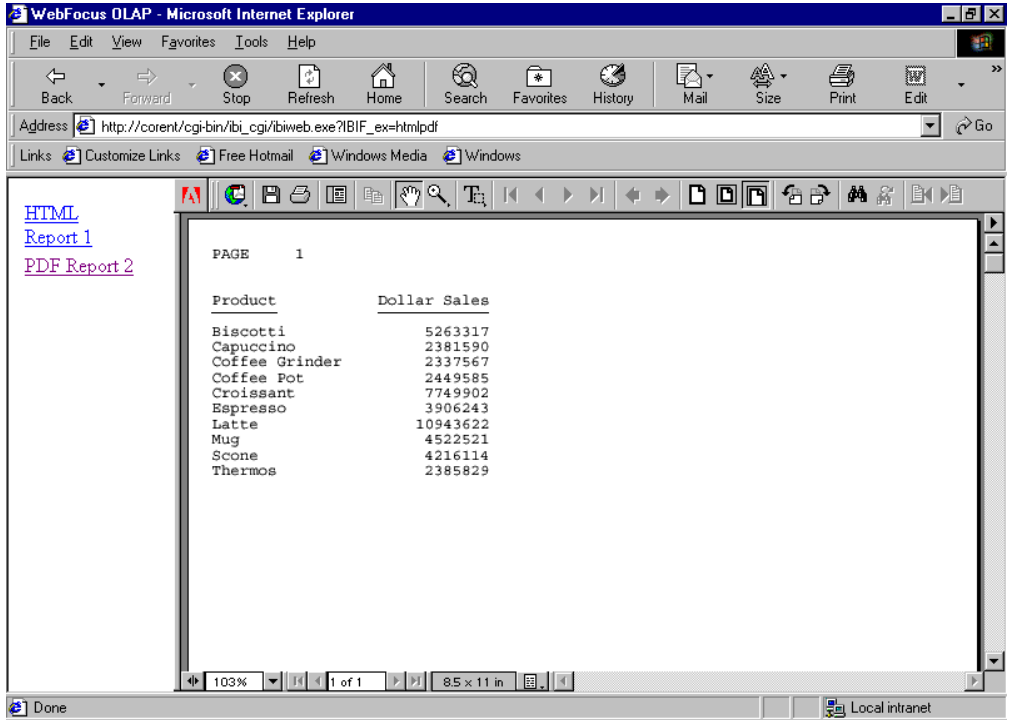 WebFocus OLAP - Microsoft Internet Explorer
File Edit View Favorites Tools Help
Back Forward Stop Refresh Home Search Favorites History Mail Size Print Edit »
Address http://corent/cgi-bin/ibi_cgi/ibiweb.exe?IBIF_ex=htmlpdf Go
Links Customize Links Free Hotmail Windows Media Windows
HTML
Report 1
PDF Report 2
PAGE 1
Product Dollar Sales
Biscotti 5263317
Capuccino 2381590
Coffee Grinder 2337567
Coffee Pot 2449585
Croissant 7749902
Espresso 3906243
Latte 10943622
Mug 4522521
Scone 4216114
Thermos 2385829
103% 1 of 1 8.5 x 11 in
Done Local intranet